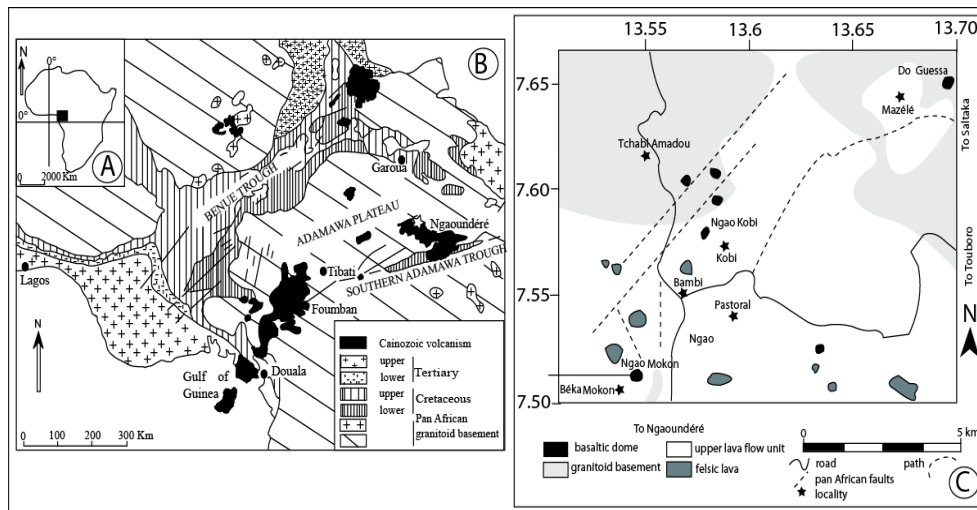 N
0°
0°
A
0 2000 Km
B
BENUE TROUGH
Garoua
ADAMAWA PLATEAU
Ngaoundéré
Tibati
SOUTHERN ADAMAWA TROUGH
Lagos
Foumban
N
Gulf of
Guinea
Douala
Cainozoic volcanism
upper
lower
Tertiary
upper
lower
Cretaceous
Pan African
granitoid basement
0 100 200 300 Km
13.55 13.6 13.65 13.70
7.65
7.60
7.55
7.50
Do Guessa
Mazélé
Tchabl Amadou
Ngao Kobi
Kobi
Bambi
Pastoral
Ngao
Ngao Mokon
Béka Mokon
To Saltaka
To Touboro
N
To Ngaoundéré
basaltic dome
upper lava flow unit
granitoid basement
felsic lava
0 5 km
road path
pan African faults
locality
C